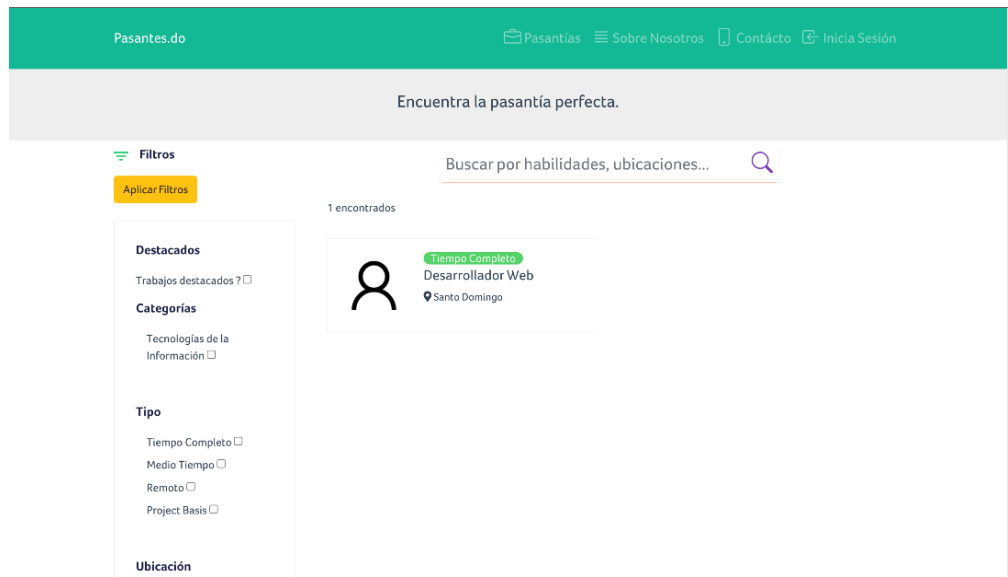 Pasantes.do
Pasantías
Sobre Nosotros
Contácto
Inicia Sesión
Encuentra la pasantía perfecta.
Filtros
Aplicar Filtros
Buscar por habilidades, ubicaciones...
1 encontrados
Destacados
Trabajos destacados ?
Categorías
Tecnologías de la
Información
Tipo
Tiempo Completo
Medio Tiempo
Remoto
Project Basis
Ubicación
Tiempo Completo
Desarrollador Web
Santo Domingo